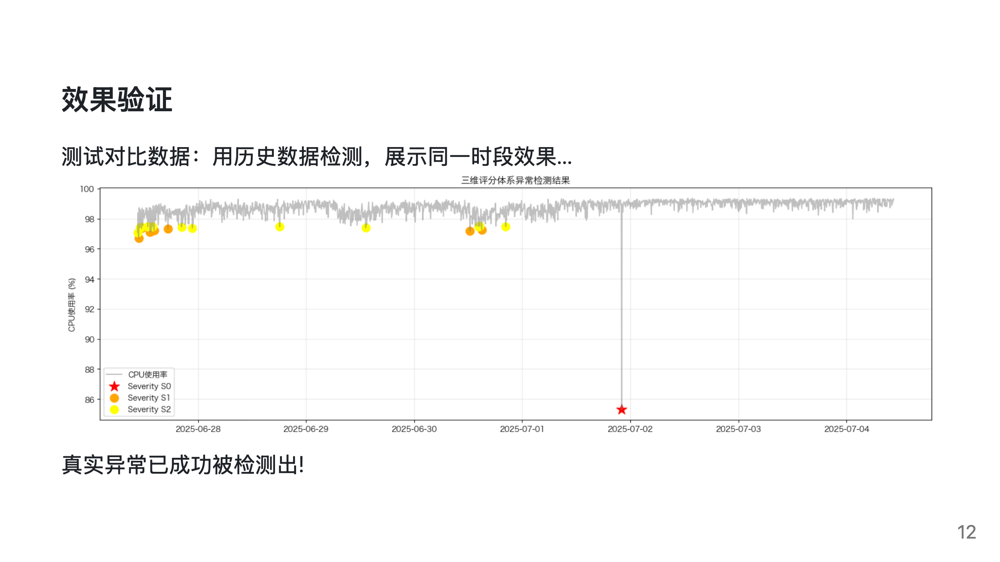 效果验证
测试对比数据：用历史数据检测，展示同一时段效果...
三维评分体系异常检测结果
100
98
96
94
92
90
88
86
CPU使用率 (%)
CPU使用率
Severity S0
Severity S1
Severity S2
2025-06-28
2025-06-29
2025-06-30
2025-07-01
2025-07-02
2025-07-03
2025-07-04
真实异常已成功被检测出!
12